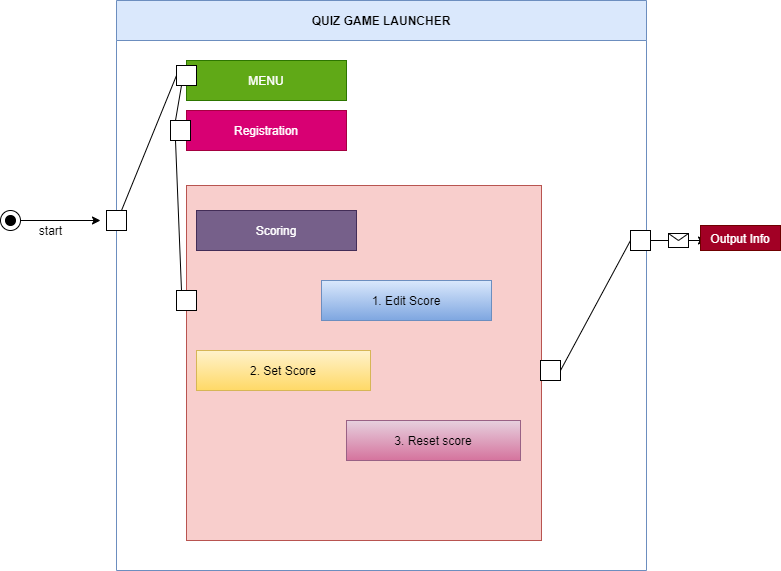 QUIZ GAME LAUNCHER
MENU
Registration
start
Scoring
Output Info
1. Edit Score
2. Set Score
3. Reset score